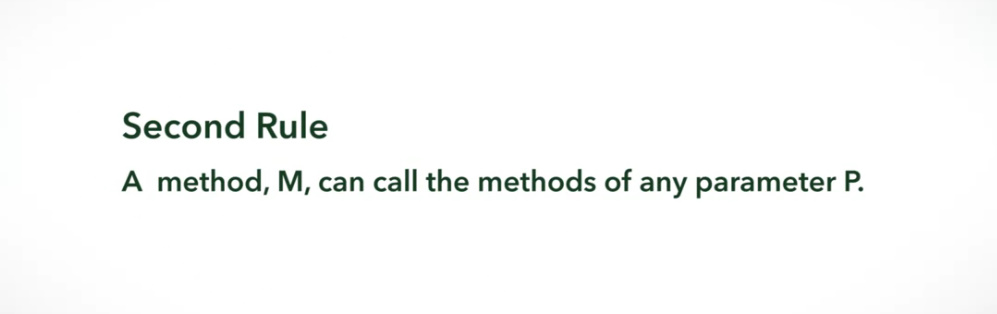 Second Rule
A method, M, can call the methods of any parameter P.